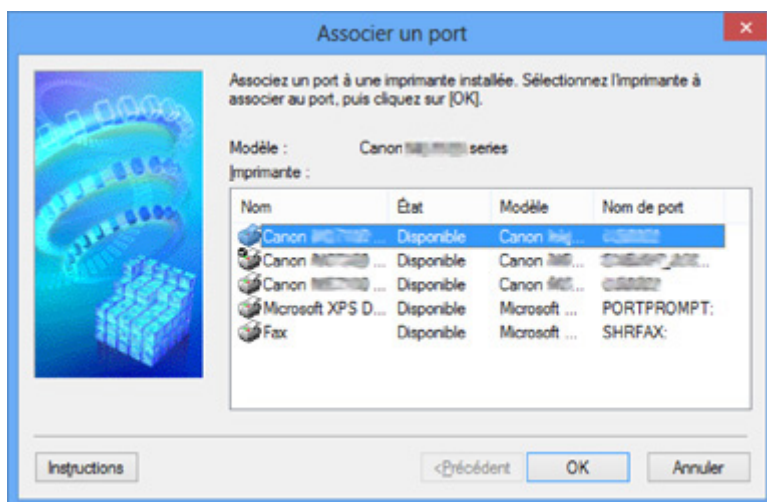 Associer un port
Associez un port à une imprimante installée. Sélectionnez l'imprimante à
associer au port, puis cliquez sur [OK].
Modèle : Canon series
Imprimante :
Nom État Modèle Nom de port
Canon ... Disponible Canon ...
Canon ... Disponible Canon ... ...
Canon ... Disponible Canon ...
Microsoft XPS D... Disponible Microsoft ... PORTPROMPT:
Fax Disponible Microsoft ... SHRFAX:
Instructions <Précédent OK Annuler